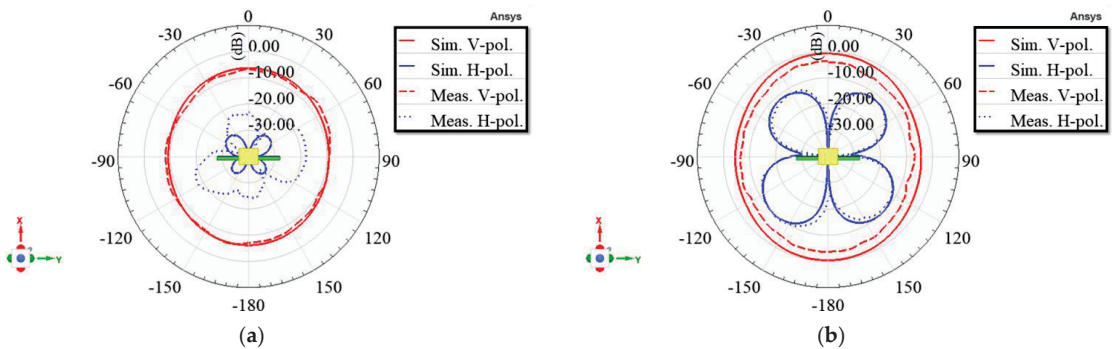 Ansys
0
30
60
90
120
150
-180
-150
-120
-90
-60
-30
(dB)
0.00
-10.00
-20.00
-30.00
Sim. V-pol.
Sim. H-pol.
Meas. V-pol.
Meas. H-pol.
X
Y
(a)
Ansys
0
30
60
90
120
150
-180
-150
-120
-90
-60
-30
(dB)
0.00
-10.00
-20.00
-30.00
Sim. V-pol.
Sim. H-pol.
Meas. V-pol.
Meas. H-pol.
X
Y
(b)